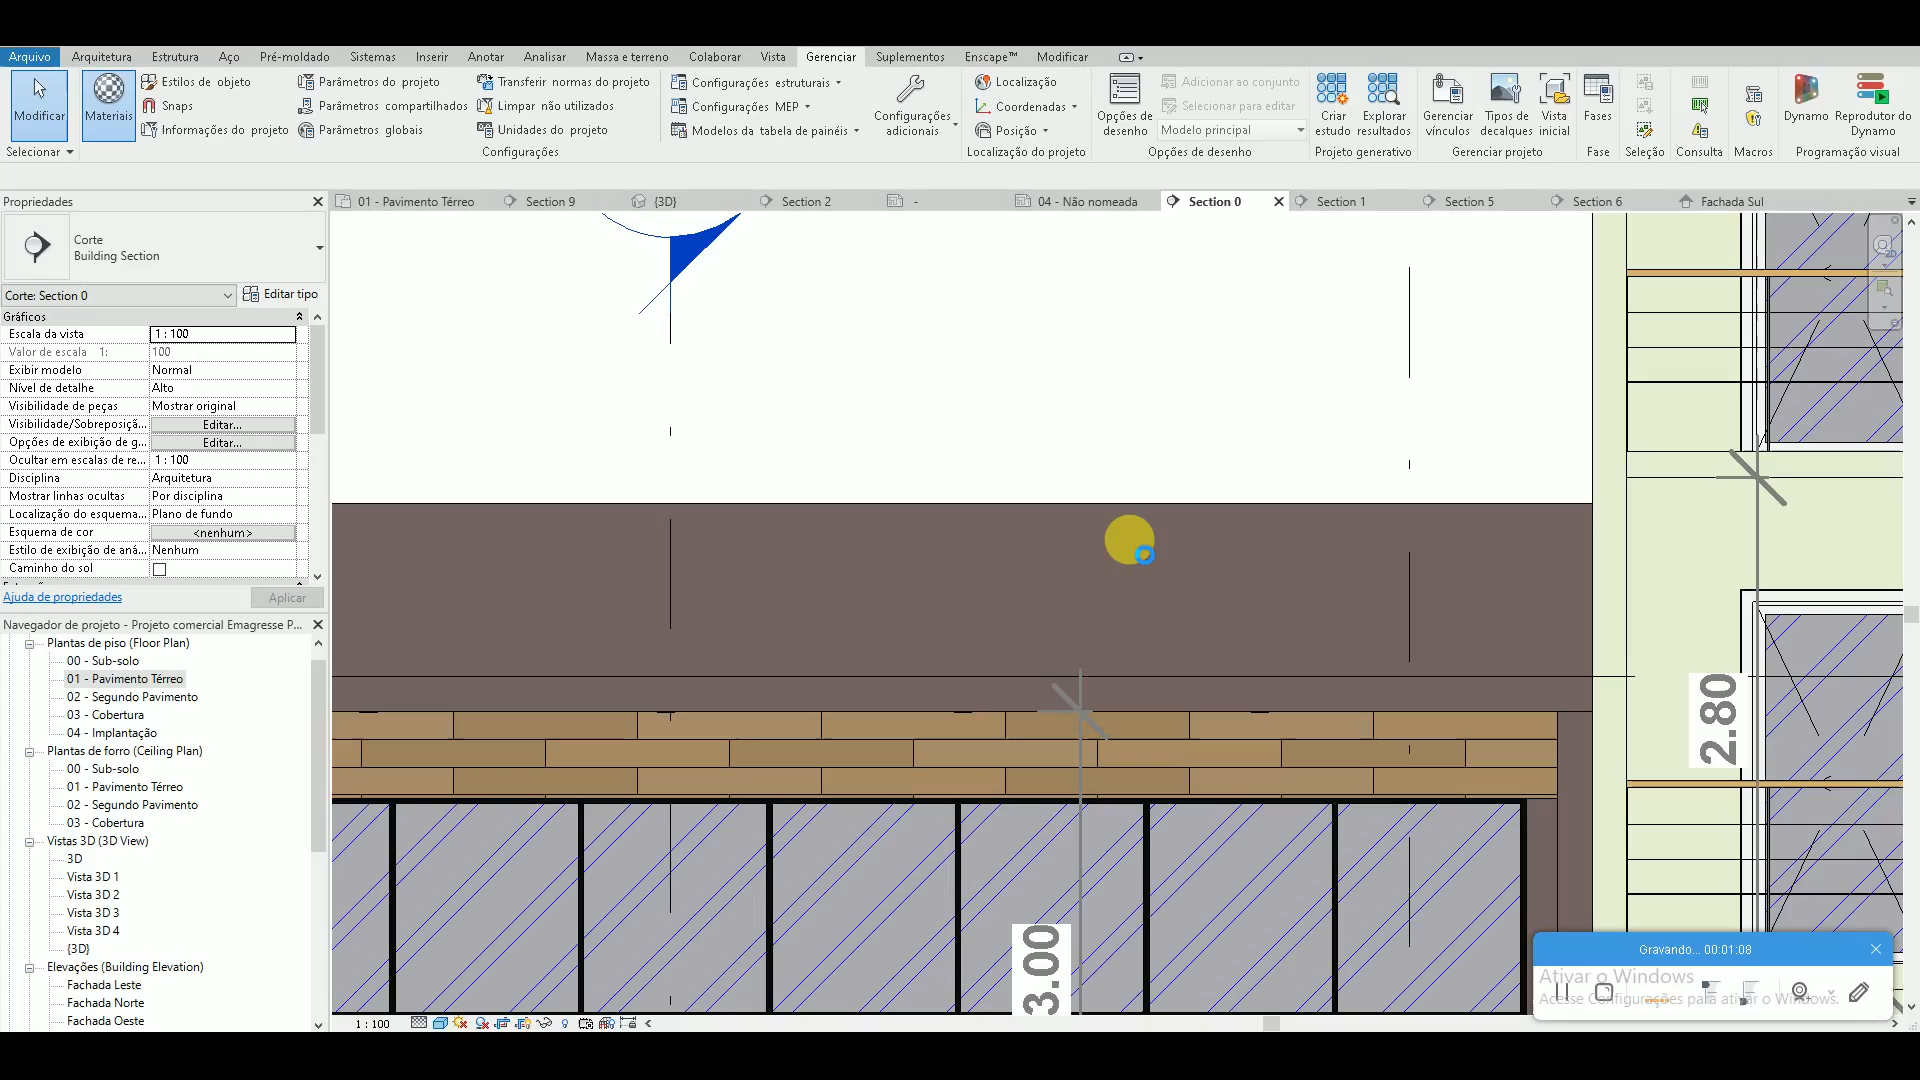 Arquivo Arquitetura Estrutura Aço Pré-moldado Sistemas Inserir Anotar Analisar Massa e terreno Colaborar Vista Gerenciar Suplementos Enscape™ Modificar
Modificar
Selecionar
Materiais
Estilos de objeto
Snaps
Informações do projeto
Parâmetros do projeto
Parâmetros compartilhados
Parâmetros globais
Transferir normas do projeto
Limpar não utilizados
Unidades do projeto
Configurações estruturais
Configurações MEP
Modelos da tabela de painéis
Configurações adicionais
Configurações
Localização
Coordenadas
Posição
Localização do projeto
Opções de desenho
Adicionar ao conjunto
Selecionar para editar
Modelo principal
Opções de desenho
Criar estudo
Explorar resultados
Projeto generativo
Gerenciar vínculos
Tipos de decalques
Vista inicial
Gerenciar projeto
Fases
Fase
Seleção
Consulta
Macros
Dynamo
Reprodutor do Dynamo
Programação visual
Propriedades
01 - Pavimento Térreo Section 9 {3D} Section 2 - 04 - Não nomeada Section 0 Section 1 Section 5 Section 6 Fachada Sul
Corte
Building Section
Corte: Section 0 Editar tipo
Gráficos
Escala da vista 1 : 100
Valor de escala 1: 100
Exibir modelo Normal
Nível de detalhe Alto
Visibilidade de peças Mostrar original
Visibilidade/Sobreposiçã... Editar...
Opções de exibição de g... Editar...
Ocultar em escalas de re... 1 : 100
Disciplina Arquitetura
Mostrar linhas ocultas Por disciplina
Localização do esquema... Plano de fundo
Esquema de cor <nenhum>
Estilo de exibição de aná... Nenhum
Caminho do sol
Ajuda de propriedades Aplicar
Navegador de projeto - Projeto comercial Emagresse P...
Plantas de piso (Floor Plan)
00 - Sub-solo
01 - Pavimento Térreo
02 - Segundo Pavimento
03 - Cobertura
04 - Implantação
Plantas de forro (Ceiling Plan)
00 - Sub-solo
01 - Pavimento Térreo
02 - Segundo Pavimento
03 - Cobertura
Vistas 3D (3D View)
3D
Vista 3D 1
Vista 3D 2
Vista 3D 3
Vista 3D 4
{3D}
Elevações (Building Elevation)
Fachada Leste
Fachada Norte
Fachada Oeste
2.80
3.00
1 : 100
Gravando... 00:01:08
Ativar o Windows
Acesse Configurações para ativar o Windows.